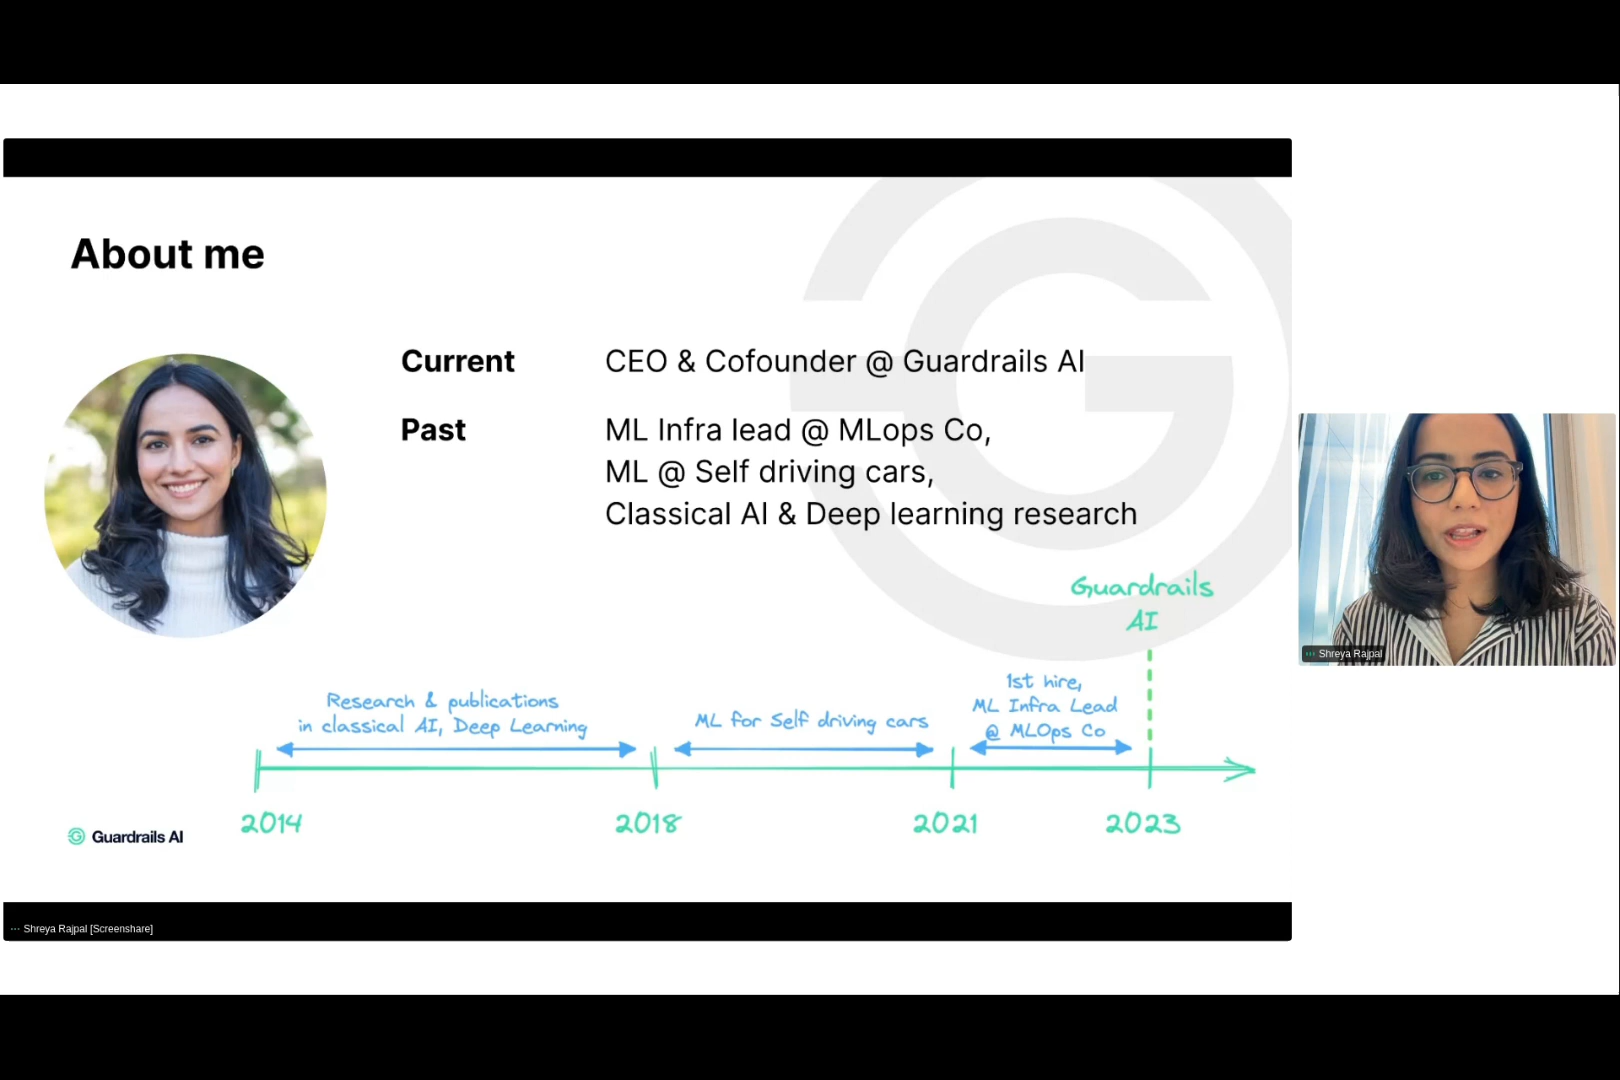 About me
Current
CEO & Cofounder @ Guardrails AI
Past
ML Infra lead @ MLops Co,
ML @ Self driving cars,
Classical AI & Deep learning research
Guardrails
AI
Research & publications
in classical AI, Deep Learning
ML for Self driving cars
1st hire,
ML Infra Lead
@ MLOps Co
2014
2018
2021
2023
Guardrails AI
Shreya Rajpal
Shreya Rajpal [Screenshare]